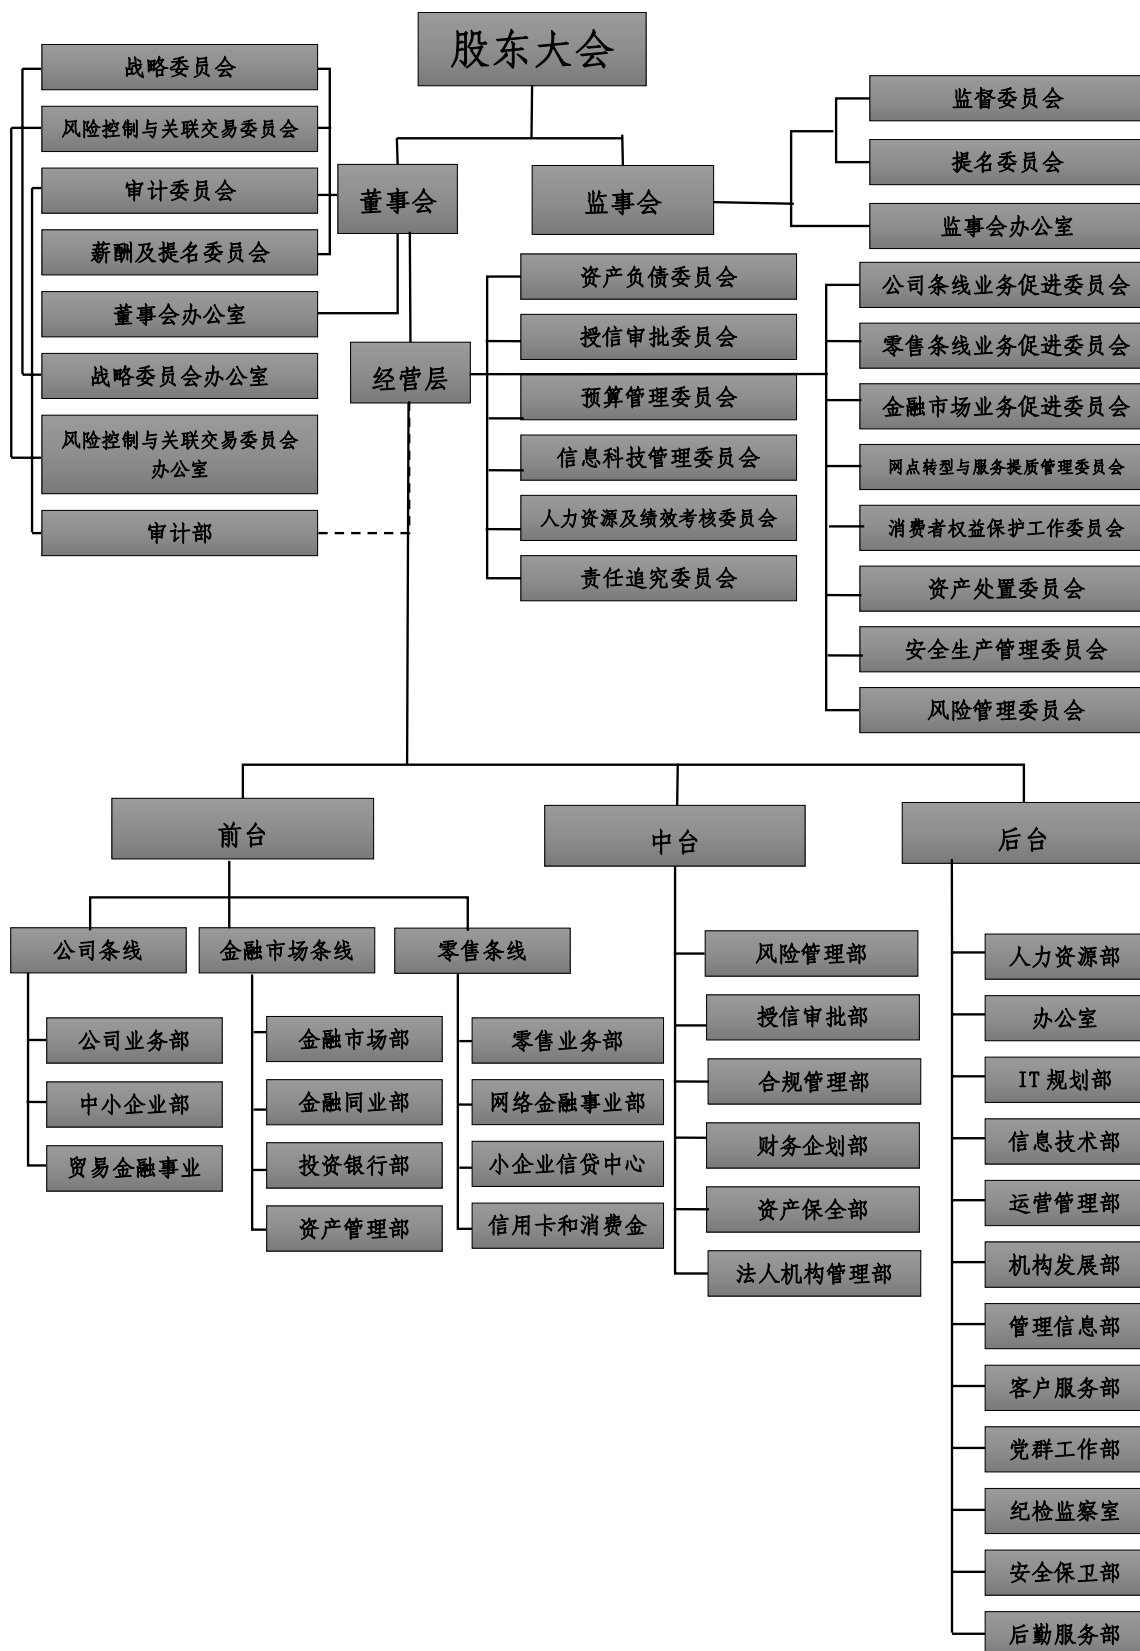 股东大会
战略委员会
风险控制与关联交易委员会
审计委员会
薪酬及提名委员会
董事会办公室
战略委员会办公室
风险控制与关联交易委员会
办公室
审计部
董事会
监事会
监督委员会
提名委员会
监事会办公室
经营层
资产负债委员会
授信审批委员会
预算管理委员会
信息科技管理委员会
人力资源及绩效考核委员会
责任追究委员会
公司条线业务促进委员会
零售条线业务促进委员会
金融市场业务促进委员会
网点转型与服务提质管理委员会
消费者权益保护工作委员会
资产处置委员会
安全生产管理委员会
风险管理委员会
前台
中台
后台
公司条线
金融市场条线
零售条线
公司业务部
中小企业部
贸易金融事业
金融市场部
金融同业部
投资银行部
资产管理部
零售业务部
网络金融事业部
小企业信贷中心
信用卡和消费金
风险管理部
授信审批部
合规管理部
财务企划部
资产保全部
法人机构管理部
人力资源部
办公室
IT 规划部
信息技术部
运营管理部
机构发展部
管理信息部
客户服务部
党群工作部
纪检监察室
安全保卫部
后勤服务部